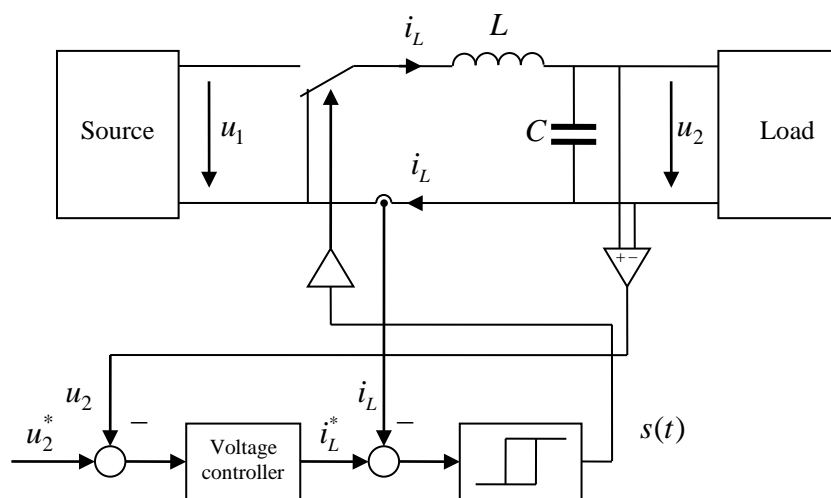 i_L
L
Source
u_1
C
u_2
Load
i_L
+ −
u_2
i_L
−
−
u_2^*
Voltage
controller
i_L^*
s(t)